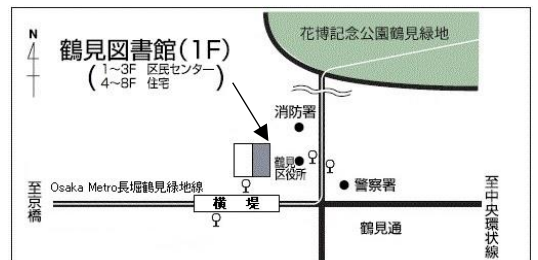 N
花博記念公園鶴見緑地
鶴見図書館(1F)
(1~3F 区民センター
4~8F 住宅)
消防署
鶴見
区役所
警察署
至京橋
Osaka Metro長堀鶴見緑地線
横堤
鶴見通
至中央環状線